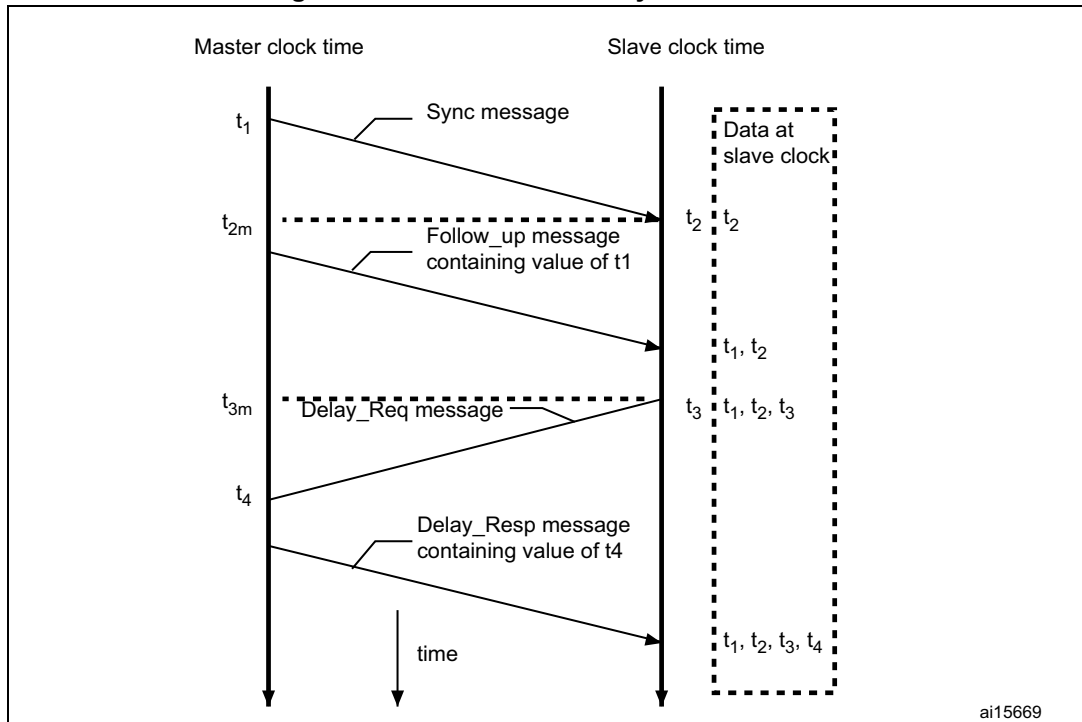 Master clock time
Slave clock time
t₁
Sync message
Data at
slave clock
t₂ₘ
t₂
t₂
Follow_up message
containing value of t1
t₁, t₂
t₃ₘ
Delay_Req message
t₃
t₁, t₂, t₃
t₄
Delay_Resp message
containing value of t4
t₁, t₂, t₃, t₄
time
ai15669